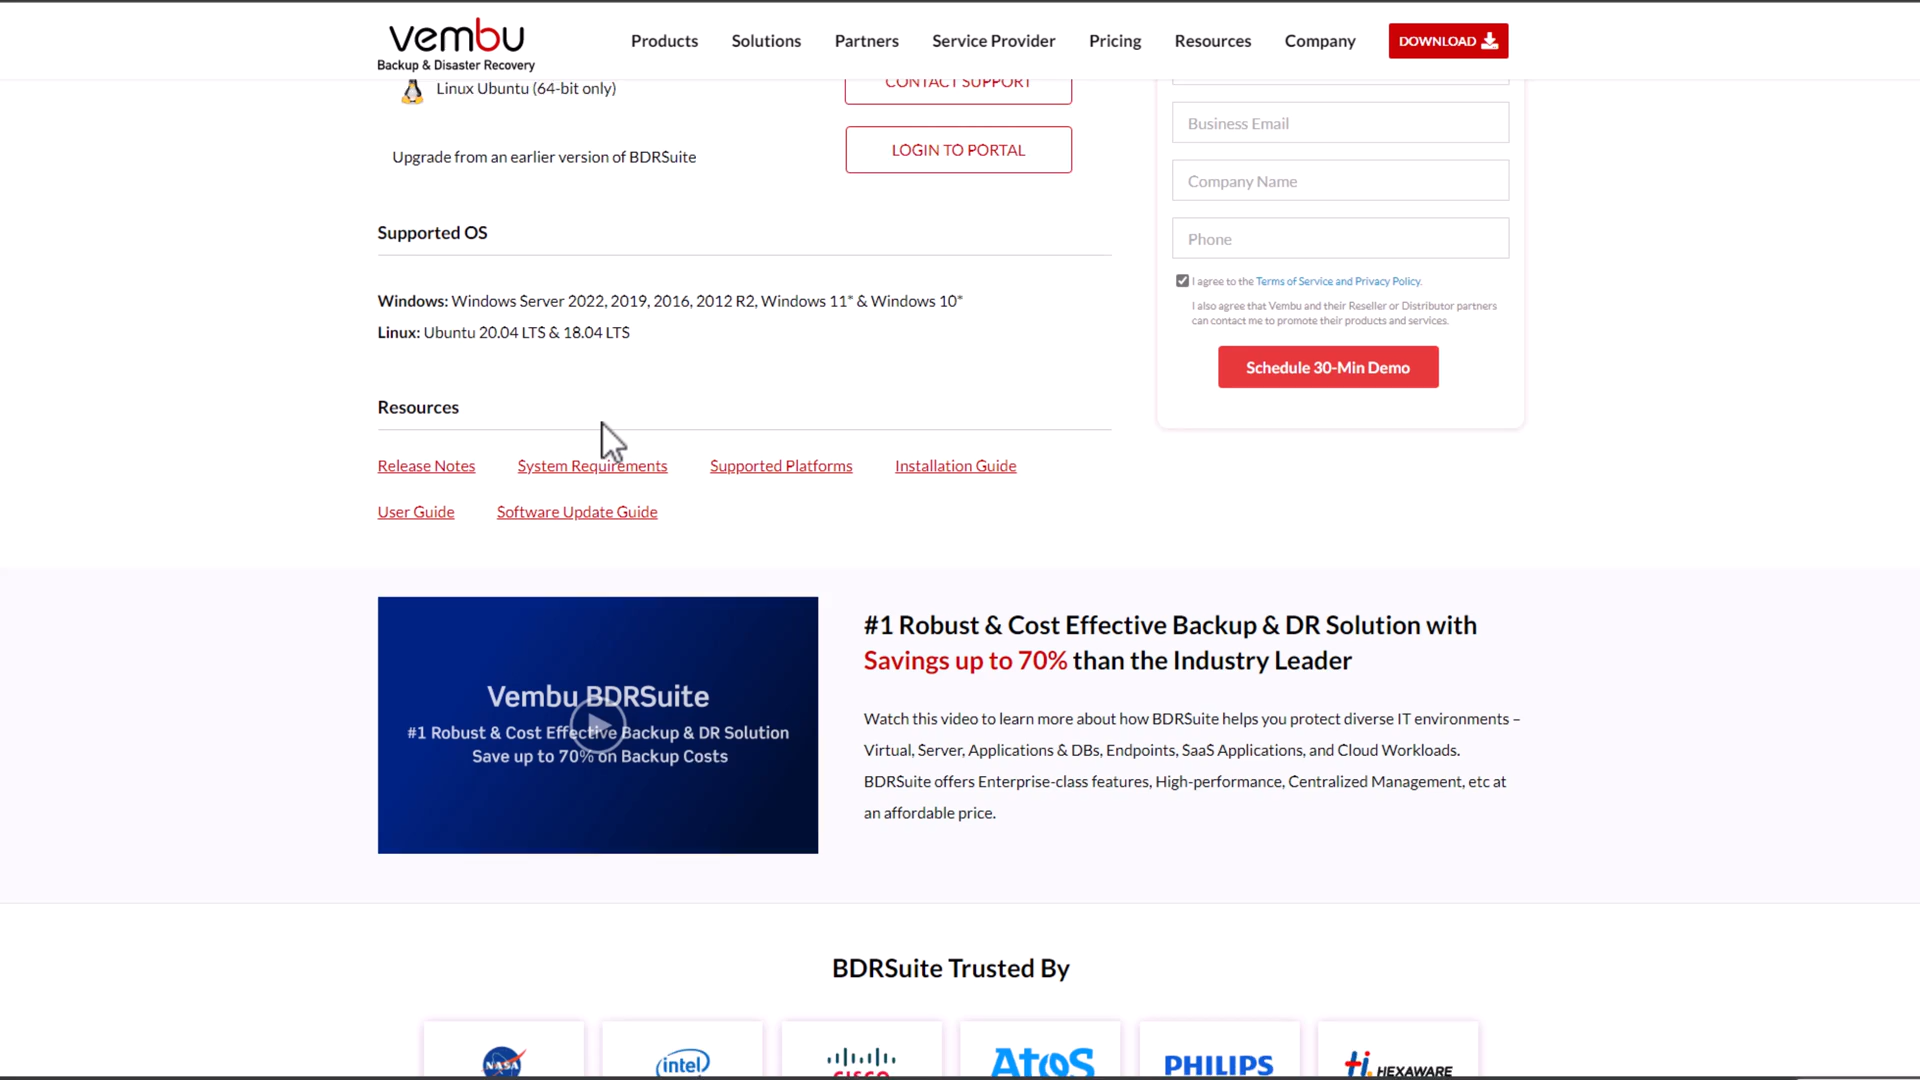 vembu
Backup & Disaster Recovery
Products
Solutions
Partners
Service Provider
Pricing
Resources
Company
DOWNLOAD
Linux Ubuntu (64-bit only)
Upgrade from an earlier version of BDRSuite
CONTACT SUPPORT
LOGIN TO PORTAL
Supported OS
Windows: Windows Server 2022, 2019, 2016, 2012 R2, Windows 11* & Windows 10*
Linux: Ubuntu 20.04 LTS & 18.04 LTS
Resources
Release Notes
System Requirements
Supported Platforms
Installation Guide
User Guide
Software Update Guide
Business Email
Company Name
Phone
I agree to the Terms of Service and Privacy Policy.
I also agree that Vembu and their Reseller or Distributor partners
can contact me to promote their products and services.
Schedule 30-Min Demo
Vembu BDRSuite
#1 Robust & Cost Effective Backup & DR Solution
Save up to 70% on Backup Costs
#1 Robust & Cost Effective Backup & DR Solution with
Savings up to 70% than the Industry Leader
Watch this video to learn more about how BDRSuite helps you protect diverse IT environments –
Virtual, Server, Applications & DBs, Endpoints, SaaS Applications, and Cloud Workloads.
BDRSuite offers Enterprise-class features, High-performance, Centralized Management, etc at
an affordable price.
BDRSuite Trusted By
NASA
intel
CISCO
Atos
PHILIPS
HEXAWARE